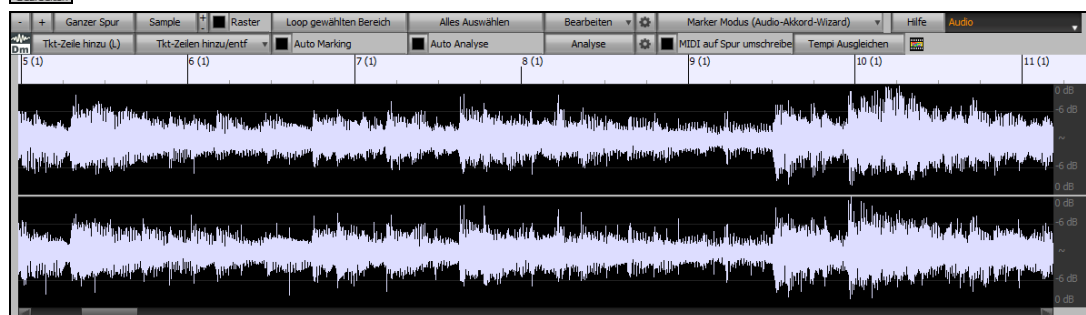 - + Ganzer Spur Sample + - Raster Loop gewählten Bereich Alles Auswählen Bearbeiten Marker Modus (Audio-Akkord-Wizard) Hilfe Audio
Dm Tkt-Zeile hinzu (L) Tkt-Zeilen hinzu/entf Auto Marking Auto Analyse Analyse MIDI auf Spur umschreibe Tempi Ausgleichen
5 (1) 6 (1) 7 (1) 8 (1) 9 (1) 10 (1) 11 (1)
0 dB
-6 dB
~
-6 dB
0 dB
0 dB
-6 dB
~
-6 dB
0 dB